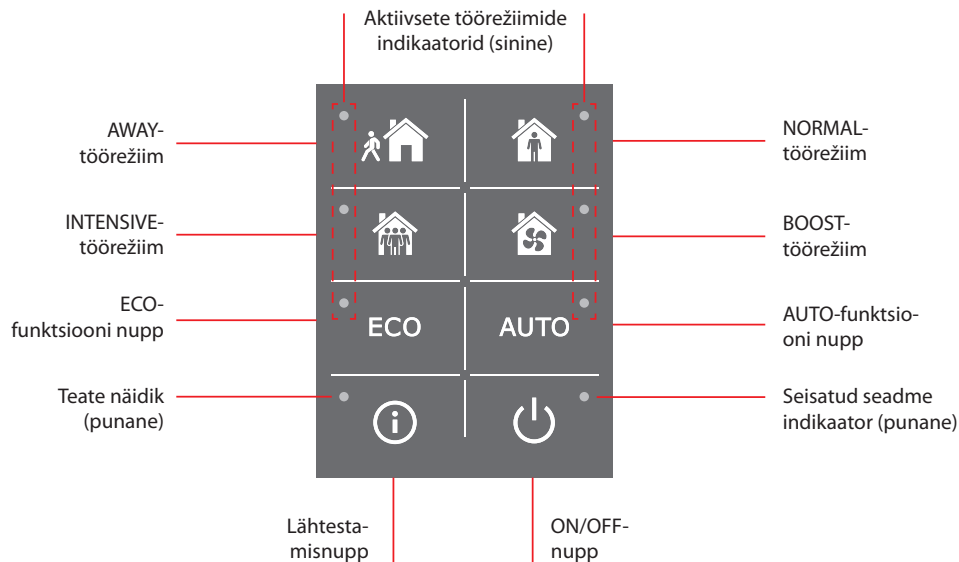 Aktiivsete töörežiimide
indikaatorid (sinine)
AWAY-
töörežiim
NORMAL-
töörežiim
INTENSIVE-
töörežiim
BOOST-
töörežiim
ECO-
funktsiooni nupp
ECO
AUTO
AUTO-funktsio-
oni nupp
Teate näidik
(punane)
Seisatud seadme
indikaator (punane)
i
Lähtesta-
misnupp
ON/OFF-
nupp